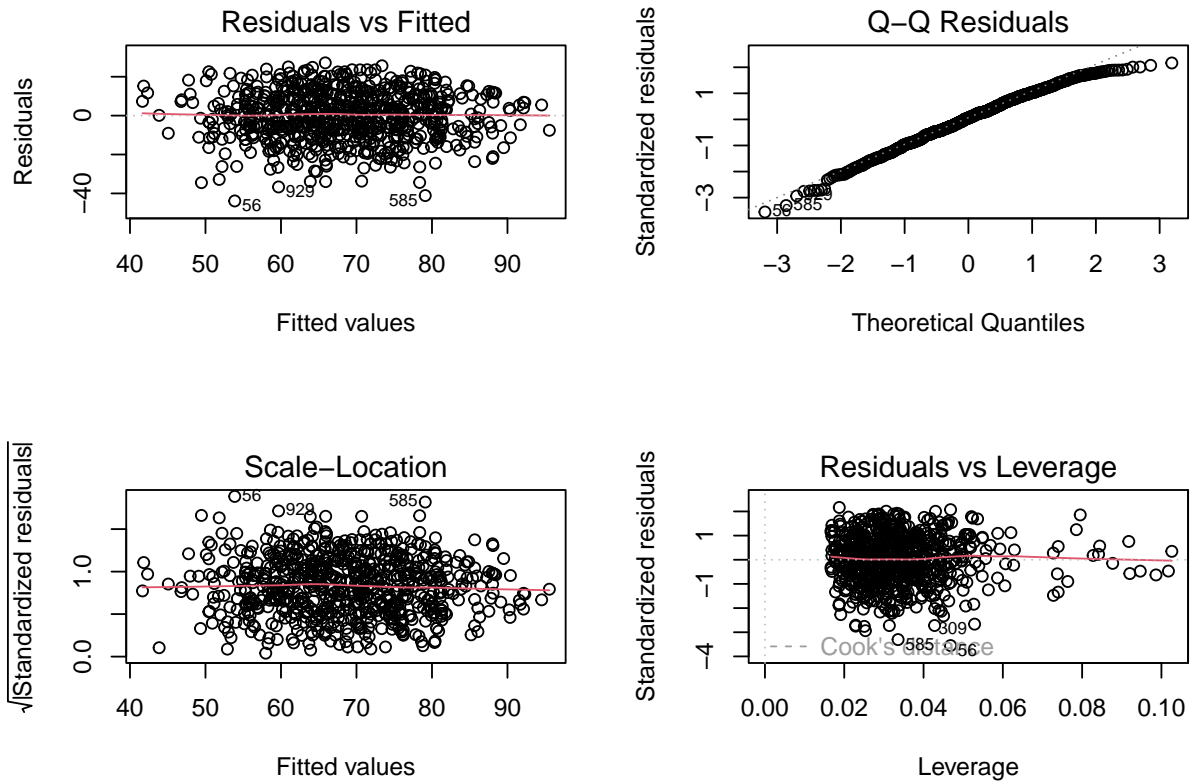 Residuals vs Fitted
Residuals
0
−40
40 50 60 70 80 90
Fitted values
56
929
585
Q−Q Residuals
Standardized residuals
1
−1
−3
−3 −2 −1 0 1 2 3
Theoretical Quantiles
56
585
Scale−Location
√|Standardized residuals|
1.0
0.0
40 50 60 70 80 90
Fitted values
56
929
585
Residuals vs Leverage
Standardized residuals
1
−1
−4
0.00 0.02 0.04 0.06 0.08 0.10
Leverage
Cook's distance
309
585
56